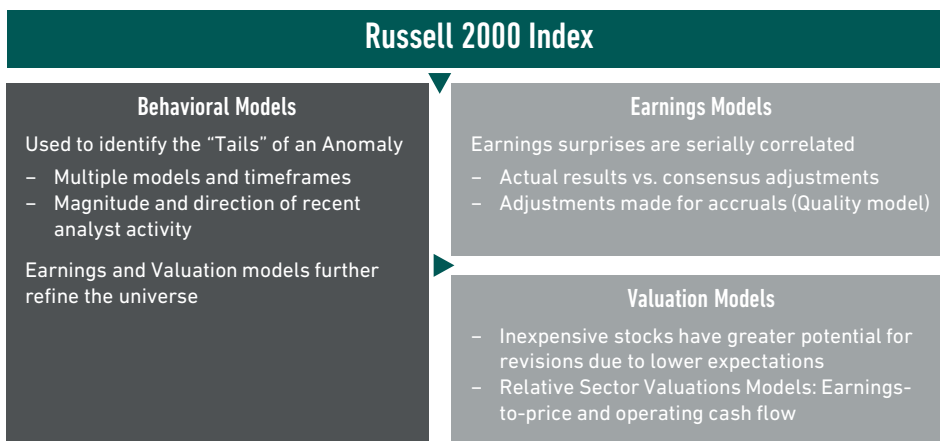 Russell 2000 Index
Behavioral Models
Used to identify the “Tails” of an Anomaly
– Multiple models and timeframes
– Magnitude and direction of recent
analyst activity
Earnings and Valuation models further
refine the universe
Earnings Models
Earnings surprises are serially correlated
– Actual results vs. consensus adjustments
– Adjustments made for accruals (Quality model)
Valuation Models
– Inexpensive stocks have greater potential for
revisions due to lower expectations
– Relative Sector Valuations Models: Earnings-
to-price and operating cash flow